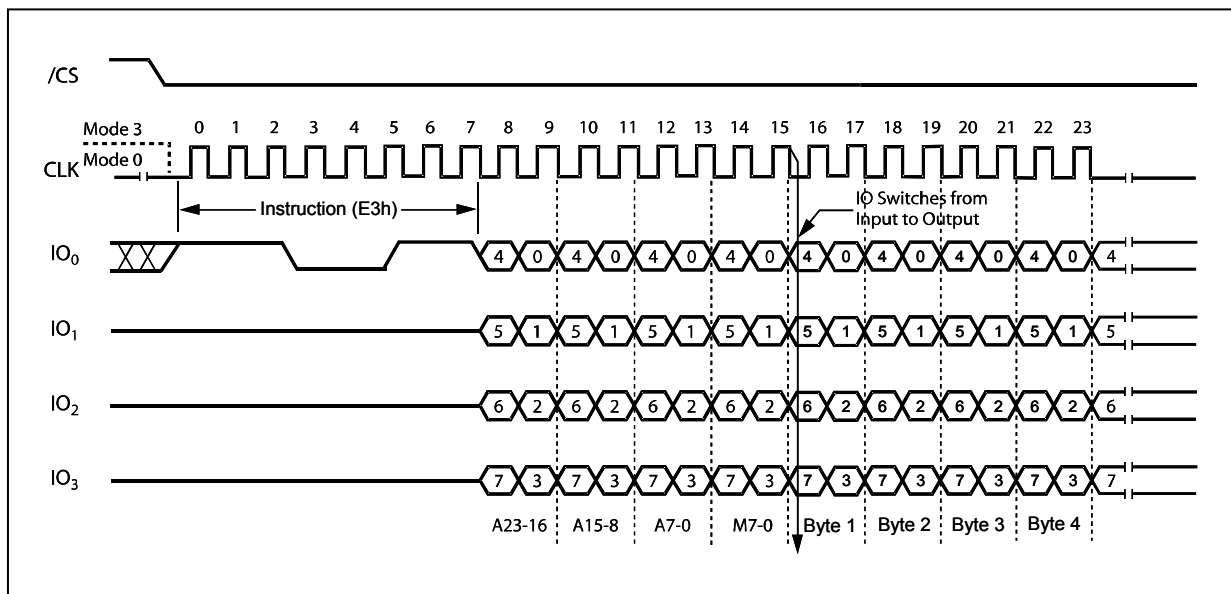 /CS
Mode 3
0 1 2 3 4 5 6 7 8 9 10 11 12 13 14 15 16 17 18 19 20 21 22 23
Mode 0
CLK
Instruction (E3h)
IO Switches from
Input to Output
IO0 4 0 4 0 4 0 4 0 4 0 4 0 4 0 4 0 4
IO1 5 1 5 1 5 1 5 1 5 1 5 1 5 1 5 1 5
IO2 6 2 6 2 6 2 6 2 6 2 6 2 6 2 6 2 6
IO3 7 3 7 3 7 3 7 3 7 3 7 3 7 3 7 3 7
A23-16 A15-8 A7-0 M7-0 Byte 1 Byte 2 Byte 3 Byte 4